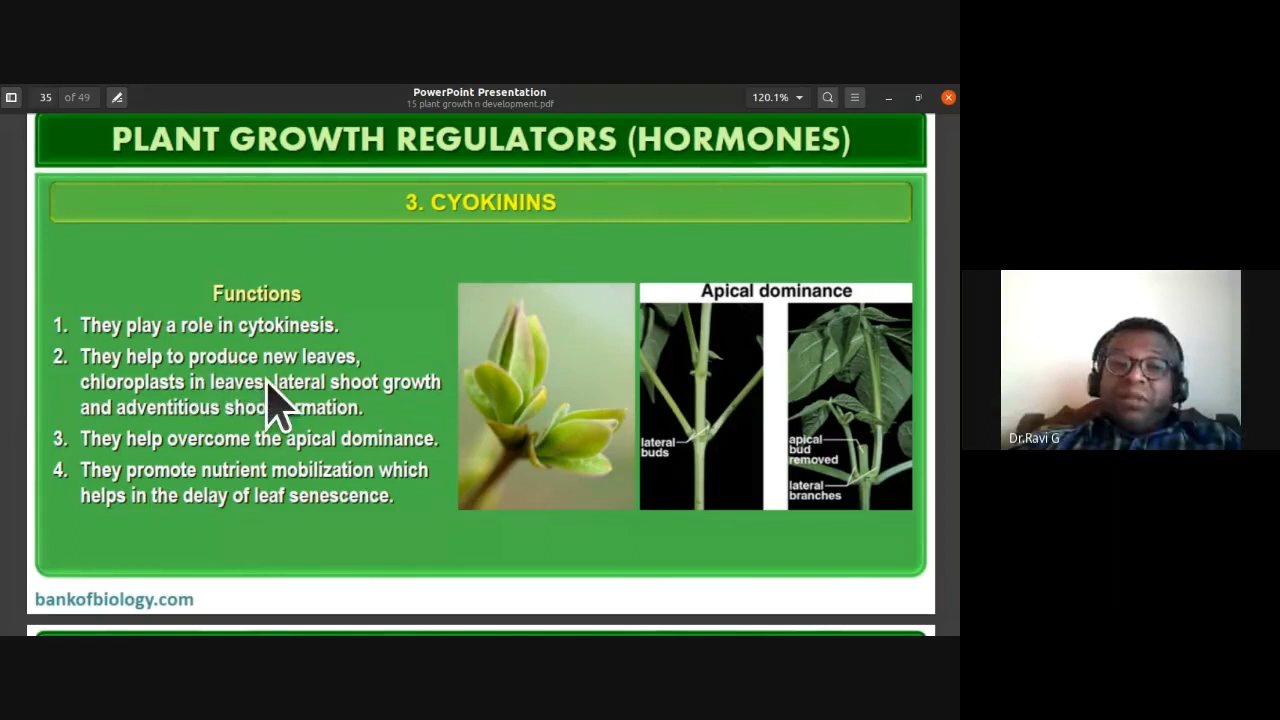 35 of 49
PowerPoint Presentation
15 plant growth n development.pdf
120.1%
PLANT GROWTH REGULATORS (HORMONES)
3. CYOKININS
Functions
1. They play a role in cytokinesis.
2. They help to produce new leaves,
chloroplasts in leaves, lateral shoot growth
and adventitious shoot formation.
3. They help overcome the apical dominance.
4. They promote nutrient mobilization which
helps in the delay of leaf senescence.
Apical dominance
lateral
buds
apical
bud
removed
lateral
branches
bankofbiology.com
Dr.Ravi G